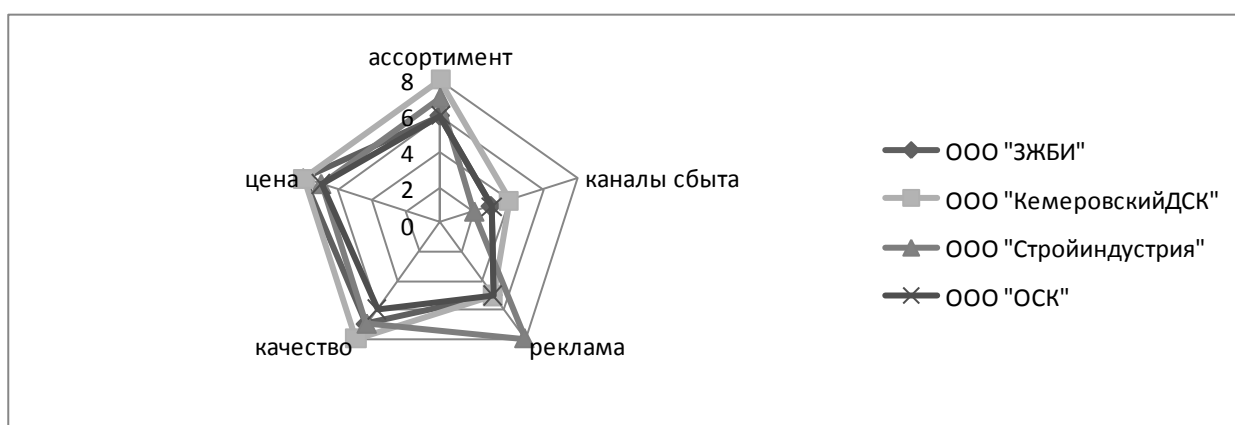 ассортимент
8
6
4
2
0
каналы сбыта
реклама
качество
цена
ООО "ЗЖБИ"
ООО "КемеровскийДСК"
ООО "Стройиндустрия"
ООО "ОСК"